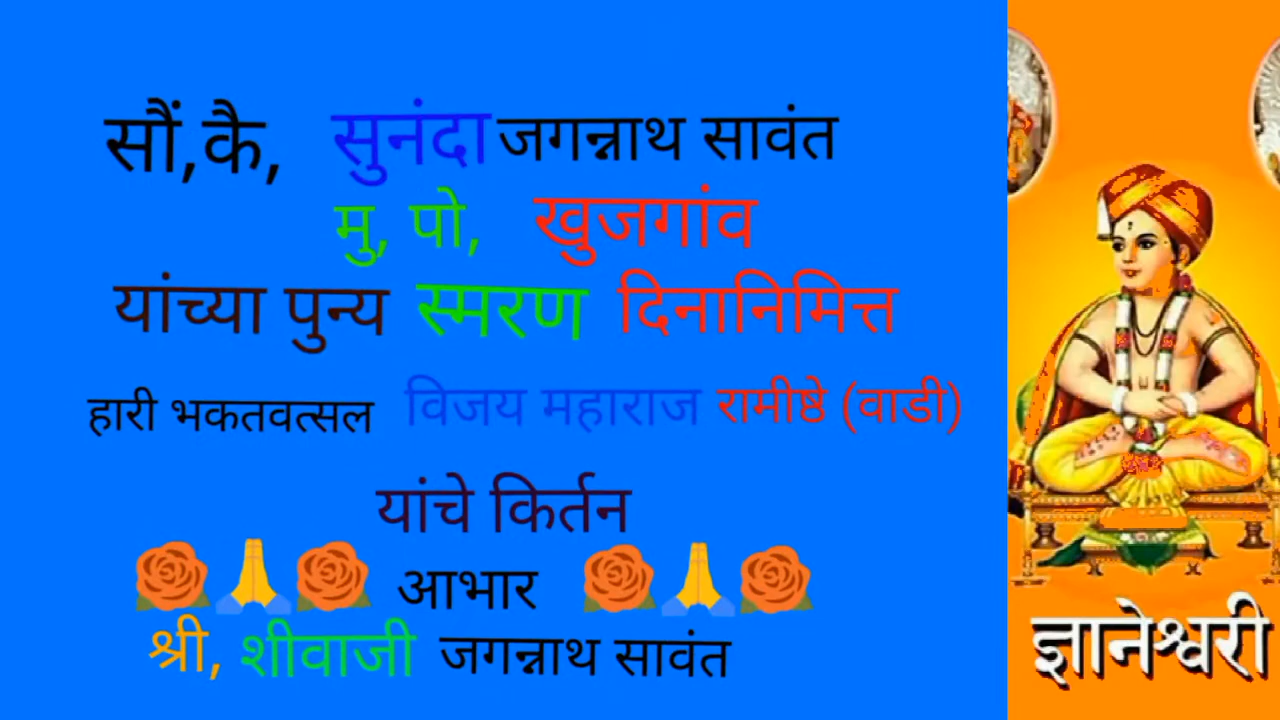 सौं,कै, सुनंदा जगन्नाथ सावंत
मु, पो, खुजगांव
यांच्या पुन्य स्मरण दिनानिमित्त
हारी भकतवत्सल विजय महाराज रामीष्ठे (वाडी)
यांचे किर्तन
🌹🙏🌹 आभार 🌹🙏🌹
श्री, शीवाजी जगन्नाथ सावंत
ज्ञानेश्वरी